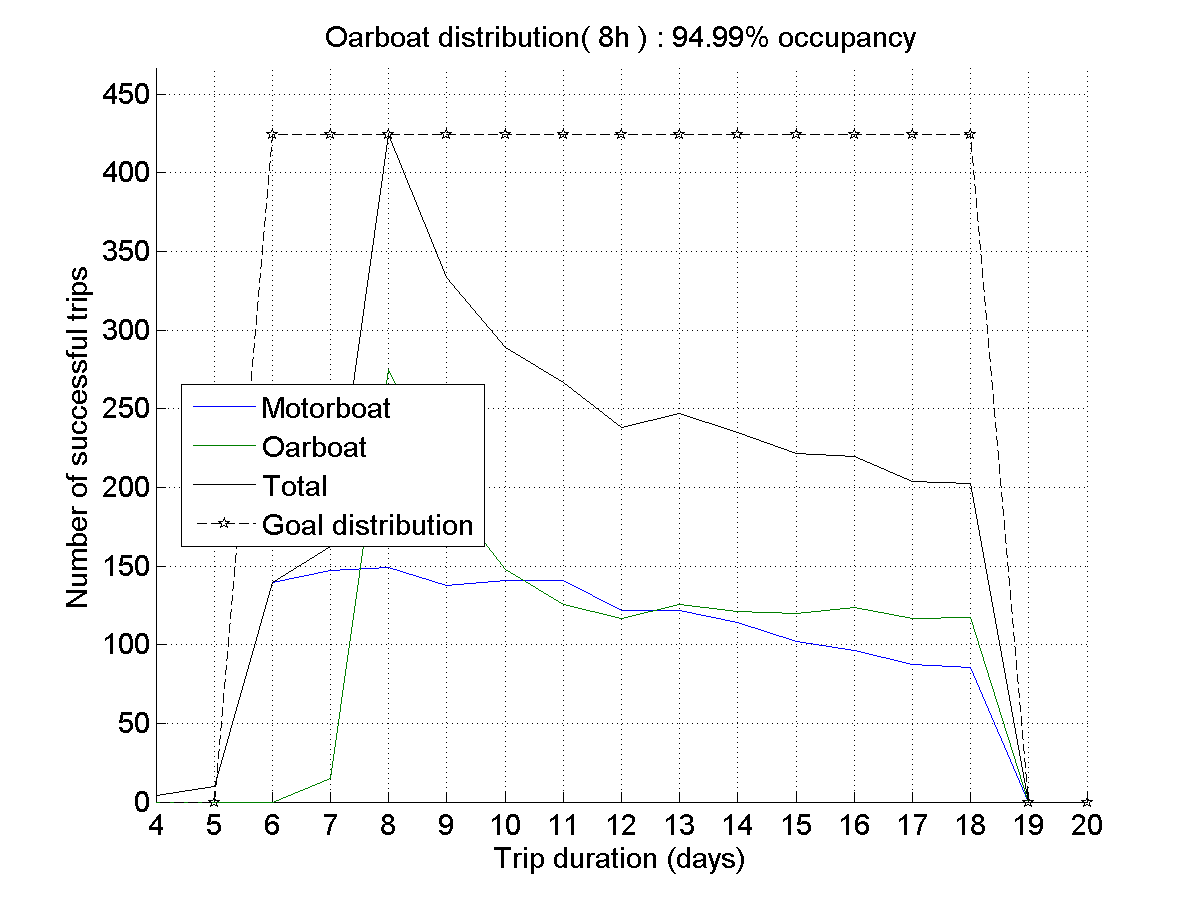 Oarboat distribution( 8h ) : 94.99% occupancy
Number of successful trips
450
400
350
300
250
200
150
100
50
0
Motorboat
Oarboat
Total
Goal distribution
4 5 6 7 8 9 10 11 12 13 14 15 16 17 18 19 20
Trip duration (days)